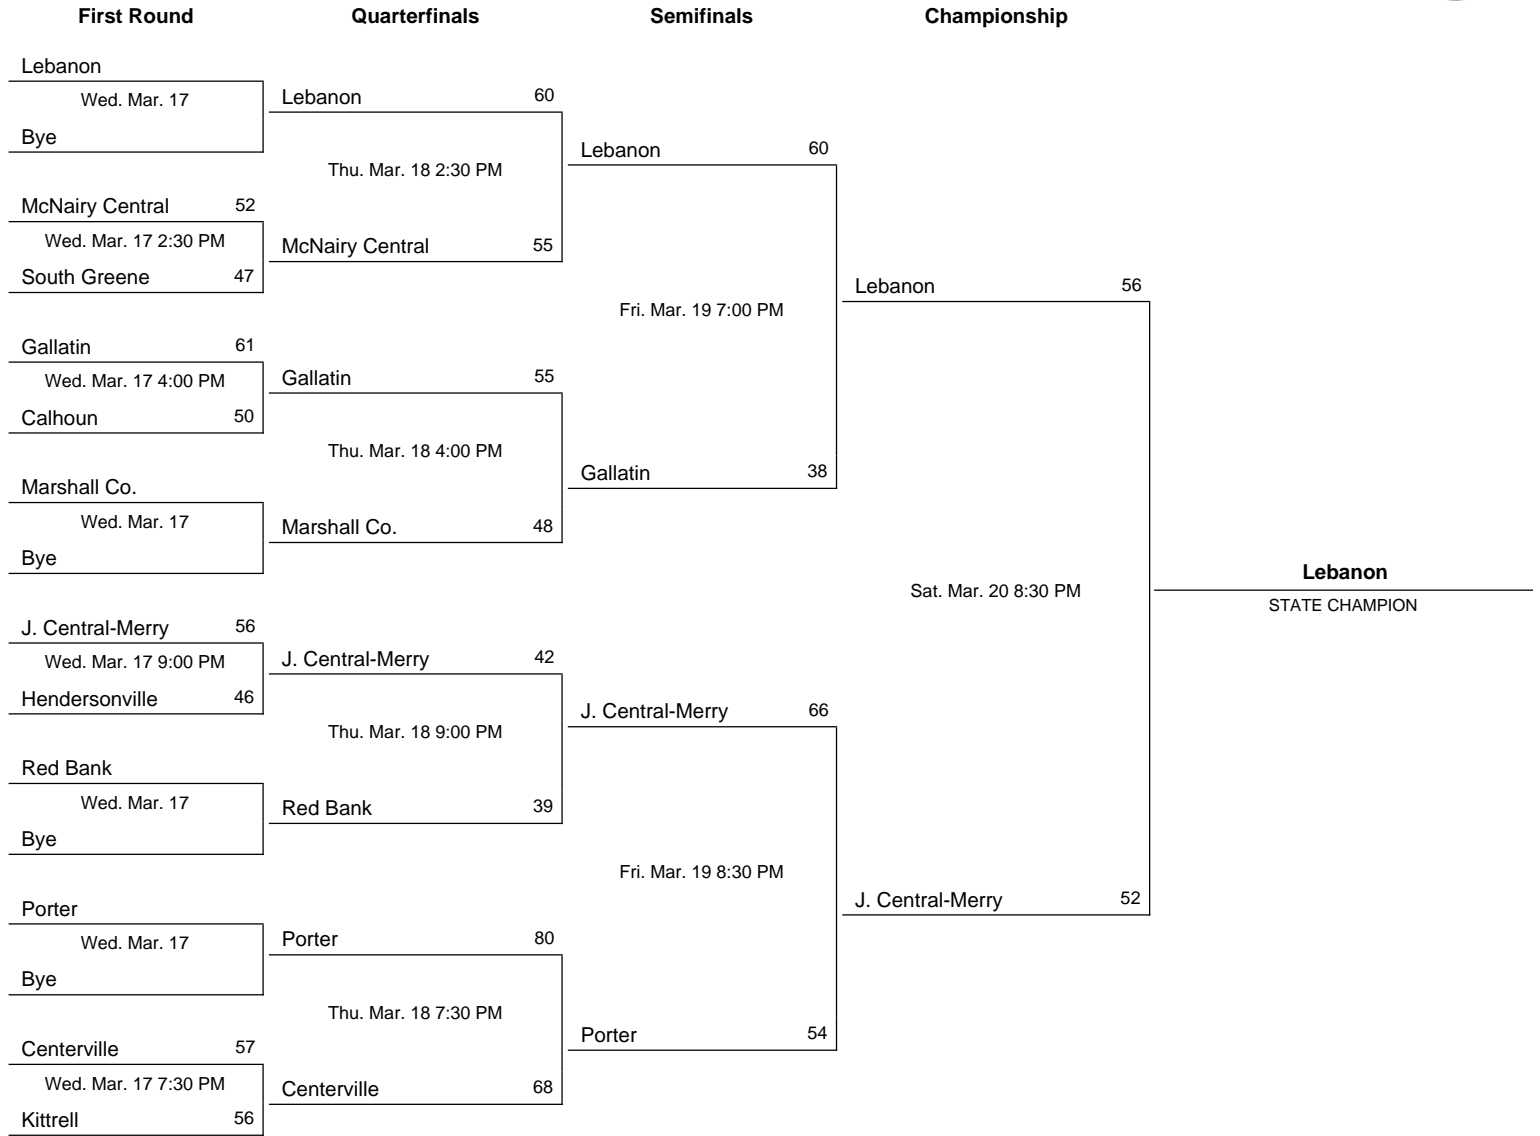 First Round Quarterfinals Semifinals Championship
Lebanon
Wed. Mar. 17
Bye
McNairy Central 52
Wed. Mar. 17 2:30 PM
South Greene 47
Gallatin 61
Wed. Mar. 17 4:00 PM
Calhoun 50
Marshall Co.
Wed. Mar. 17
Bye
J. Central-Merry 56
Wed. Mar. 17 9:00 PM
Hendersonville 46
Red Bank
Wed. Mar. 17
Bye
Porter
Wed. Mar. 17
Bye
Centerville 57
Wed. Mar. 17 7:30 PM
Kittrell 56
Lebanon 60
Thu. Mar. 18 2:30 PM
McNairy Central 55
Gallatin 55
Thu. Mar. 18 4:00 PM
Marshall Co. 48
J. Central-Merry 42
Thu. Mar. 18 9:00 PM
Red Bank 39
Porter 80
Thu. Mar. 18 7:30 PM
Centerville 68
Lebanon 60
Fri. Mar. 19 7:00 PM
Gallatin 38
J. Central-Merry 66
Fri. Mar. 19 8:30 PM
Porter 54
Lebanon 56
Sat. Mar. 20 8:30 PM
J. Central-Merry 52
Lebanon
STATE CHAMPION